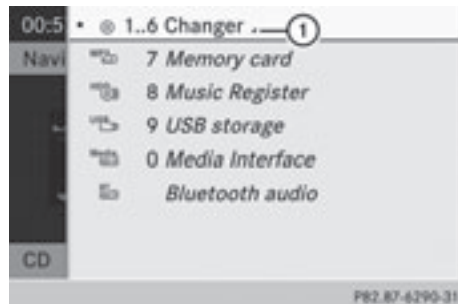 00:5 • 1..6 Changer 1
Navi
7 Memory card
8 Music Register
9 USB storage
0 Media Interface
Bluetooth audio
CD
P82.87-6290-31